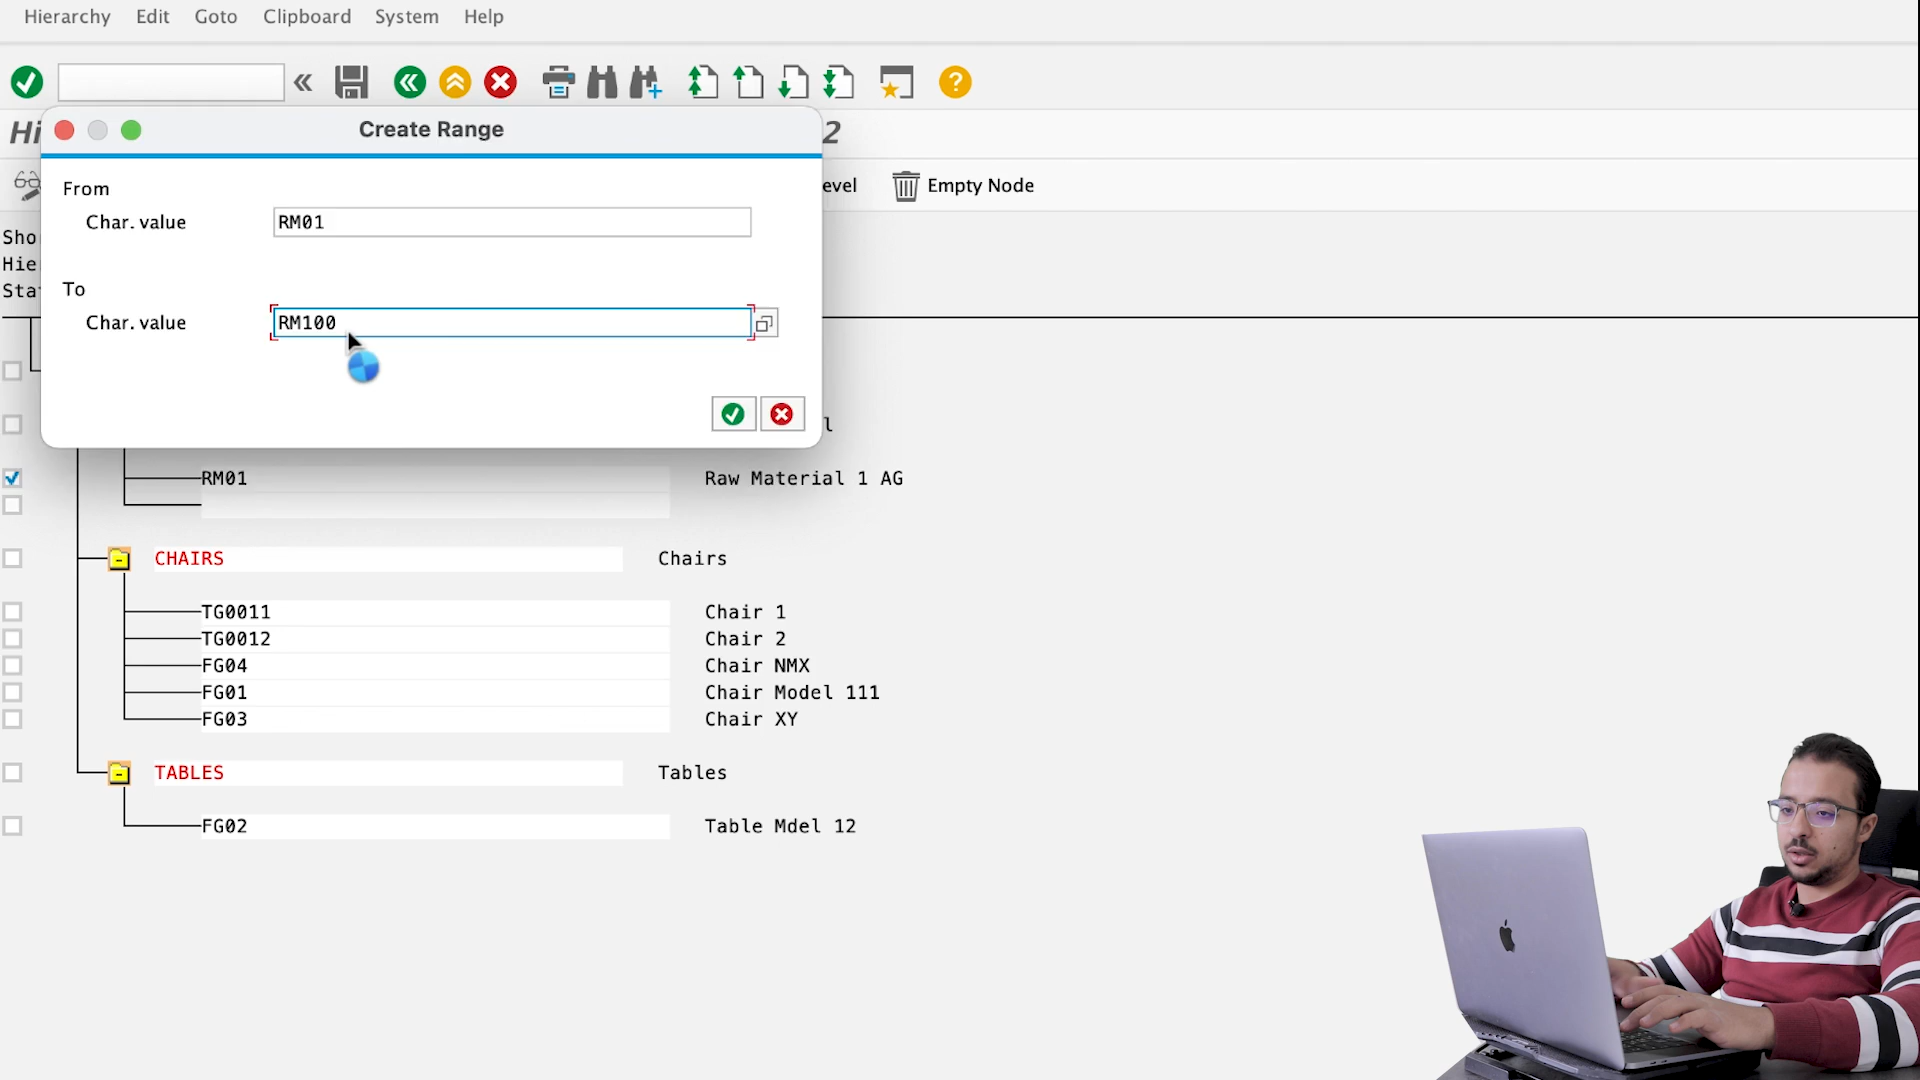 Hierarchy Edit Goto Clipboard System Help
Hi 2
Create Range
From
Char. value RM01
To
Char. value RM100
evel Empty Node
Sho
Hie
Sta
l
RM01 Raw Material 1 AG
CHAIRS Chairs
TG0011 Chair 1
TG0012 Chair 2
FG04 Chair NMX
FG01 Chair Model 111
FG03 Chair XY
TABLES Tables
FG02 Table Mdel 12